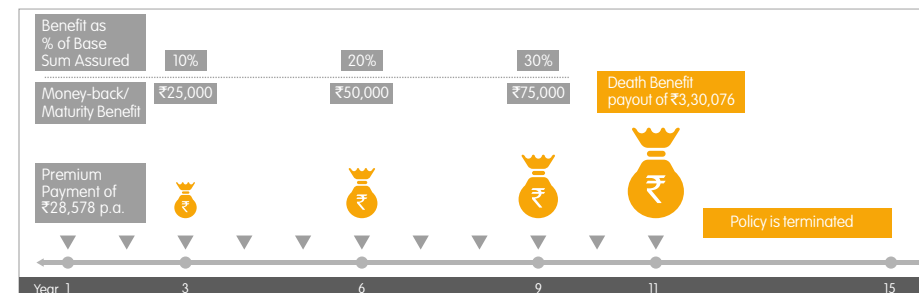 Benefit as
% of Base
Sum Assured
10%
20%
30%
Money-back/
Maturity Benefit
₹25,000
₹50,000
₹75,000
Death Benefit
payout of ₹3,30,076
Premium
Payment of
₹28,578 p.a.
₹
₹
₹
₹
Policy is terminated
Year 1
3
6
9
11
15